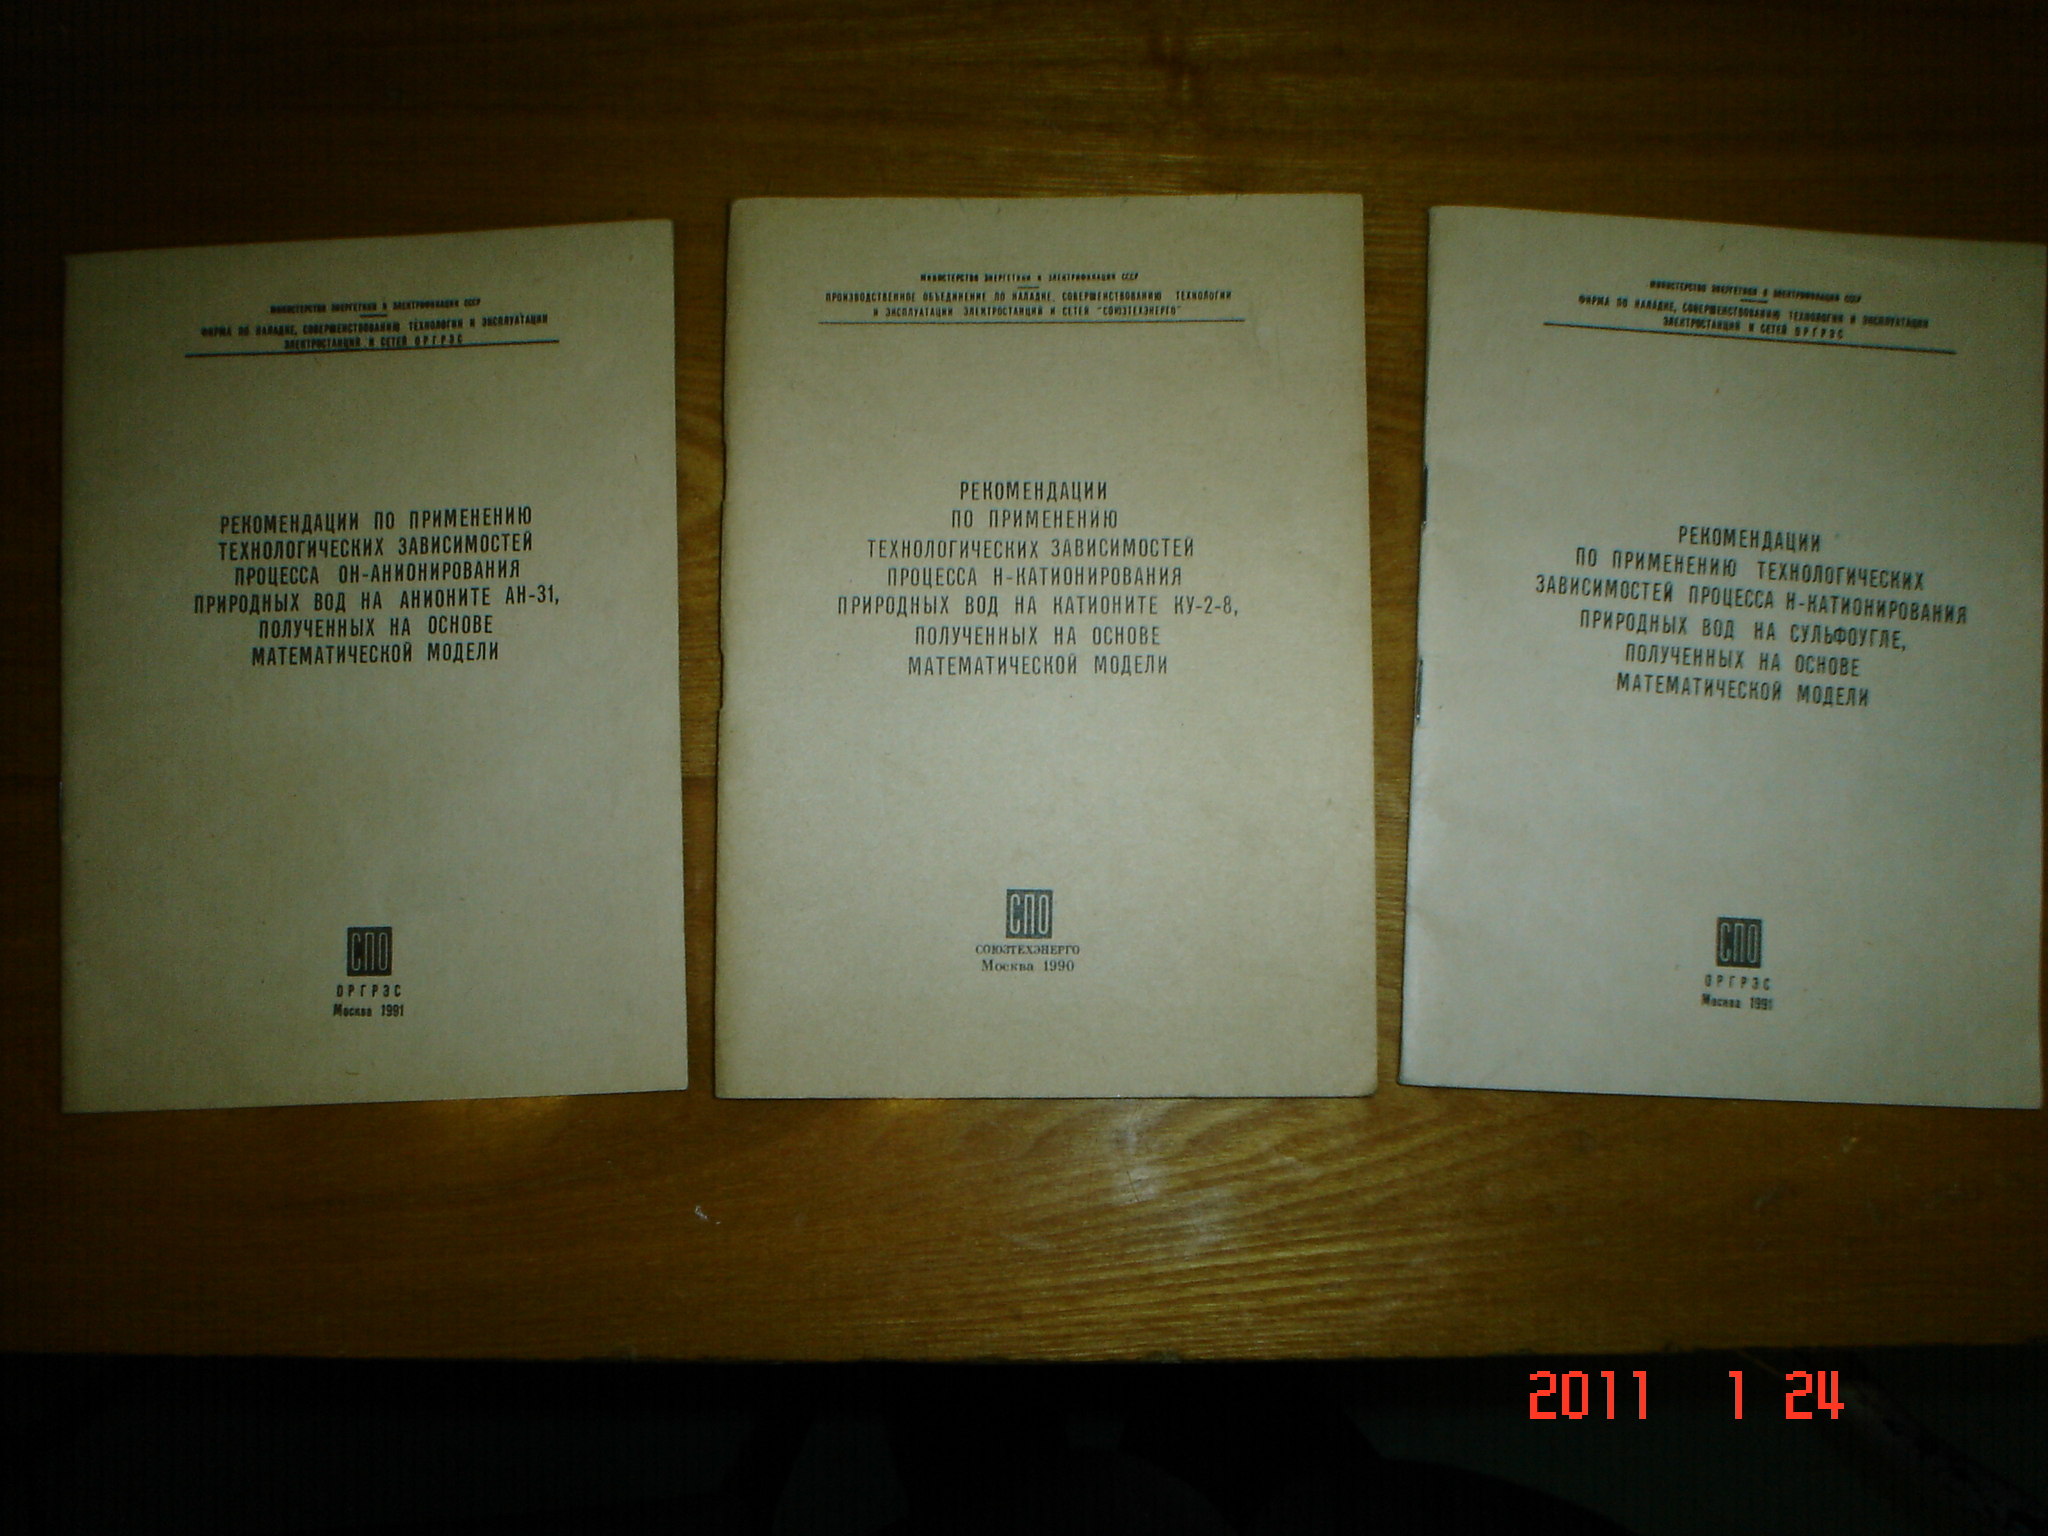 МИНИСТЕРСТВО ЭНЕРГЕТИКИ И ЭЛЕКТРИФИКАЦИИ СССР
ФИРМА ПО НАЛАДКЕ, СОВЕРШЕНСТВОВАНИЮ ТЕХНОЛОГИИ И ЭКСПЛУАТАЦИИ
ЭЛЕКТРОСТАНЦИЙ И СЕТЕЙ ОРГРЭС
РЕКОМЕНДАЦИИ ПО ПРИМЕНЕНИЮ
ТЕХНОЛОГИЧЕСКИХ ЗАВИСИМОСТЕЙ
ПРОЦЕССА ОН-АНИОНИРОВАНИЯ
ПРИРОДНЫХ ВОД НА АНИОНИТЕ АН-31,
ПОЛУЧЕННЫХ НА ОСНОВЕ
МАТЕМАТИЧЕСКОЙ МОДЕЛИ
СПО
ОРГРЭС
Москва 1991
МИНИСТЕРСТВО ЭНЕРГЕТИКИ И ЭЛЕКТРИФИКАЦИИ СССР
ПРОИЗВОДСТВЕННОЕ ОБЪЕДИНЕНИЕ ПО НАЛАДКЕ, СОВЕРШЕНСТВОВАНИЮ ТЕХНОЛОГИИ
И ЭКСПЛУАТАЦИИ ЭЛЕКТРОСТАНЦИЙ И СЕТЕЙ "СОЮЗТЕХЭНЕРГО"
РЕКОМЕНДАЦИИ
ПО ПРИМЕНЕНИЮ
ТЕХНОЛОГИЧЕСКИХ ЗАВИСИМОСТЕЙ
ПРОЦЕССА Н-КАТИОНИРОВАНИЯ
ПРИРОДНЫХ ВОД НА КАТИОНИТЕ КУ-2-8,
ПОЛУЧЕННЫХ НА ОСНОВЕ
МАТЕМАТИЧЕСКОЙ МОДЕЛИ
СПО
СОЮЗТЕХЭНЕРГО
Москва 1990
МИНИСТЕРСТВО ЭНЕРГЕТИКИ И ЭЛЕКТРИФИКАЦИИ СССР
ФИРМА ПО НАЛАДКЕ, СОВЕРШЕНСТВОВАНИЮ ТЕХНОЛОГИИ И ЭКСПЛУАТАЦИИ
ЭЛЕКТРОСТАНЦИЙ И СЕТЕЙ ОРГРЭС
РЕКОМЕНДАЦИИ
ПО ПРИМЕНЕНИЮ ТЕХНОЛОГИЧЕСКИХ
ЗАВИСИМОСТЕЙ ПРОЦЕССА Н-КАТИОНИРОВАНИЯ
ПРИРОДНЫХ ВОД НА СУЛЬФОУГЛЕ,
ПОЛУЧЕННЫХ НА ОСНОВЕ
МАТЕМАТИЧЕСКОЙ МОДЕЛИ
СПО
ОРГРЭС
Москва 1991
2011 1 24